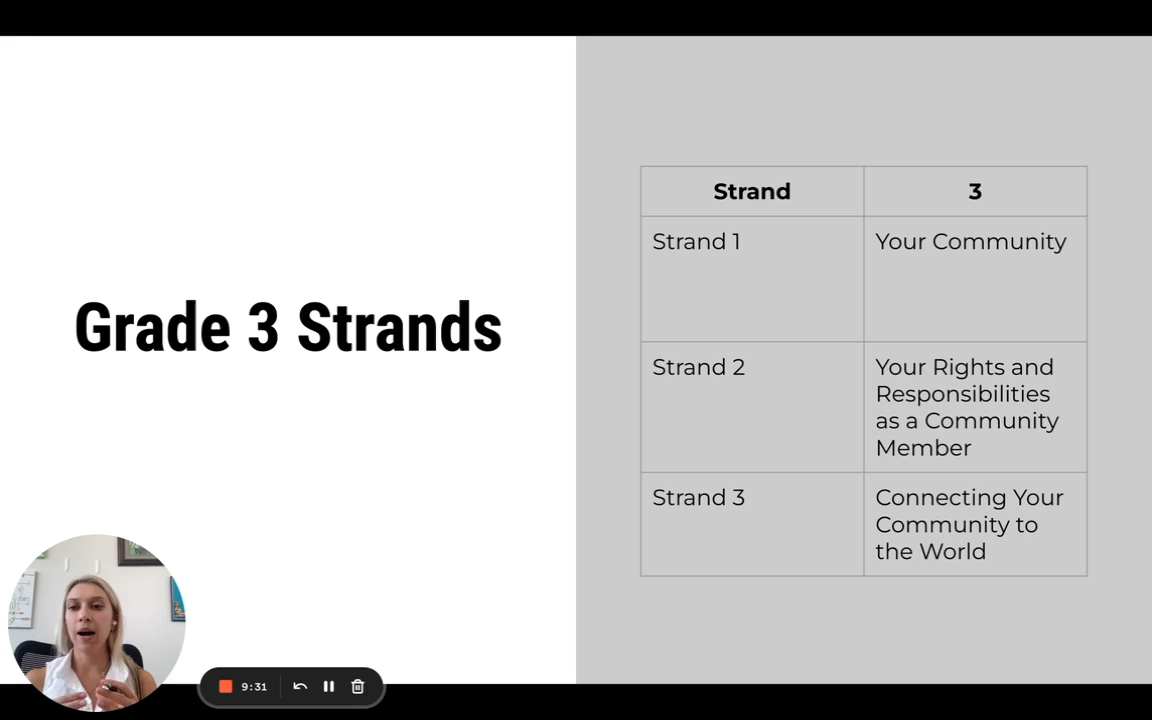 Grade 3 Strands
Strand
3
Strand 1
Your Community
Strand 2
Your Rights and
Responsibilities
as a Community
Member
Strand 3
Connecting Your
Community to
the World
9:31